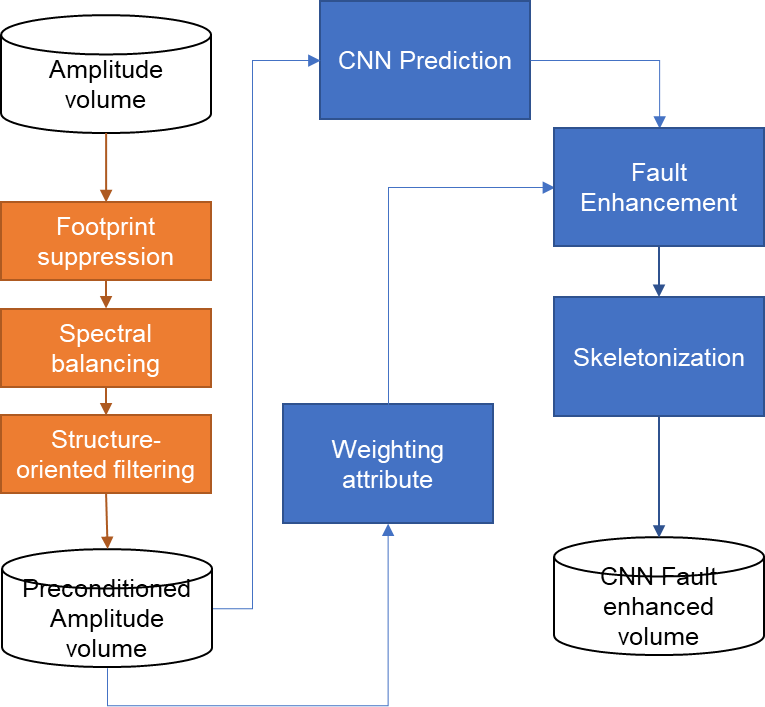 Amplitude
volume
Footprint
suppression
Spectral
balancing
Structure-
oriented filtering
Preconditioned
Amplitude
volume
CNN Prediction
Weighting
attribute
Fault
Enhancement
Skeletonization
CNN Fault
enhanced
volume